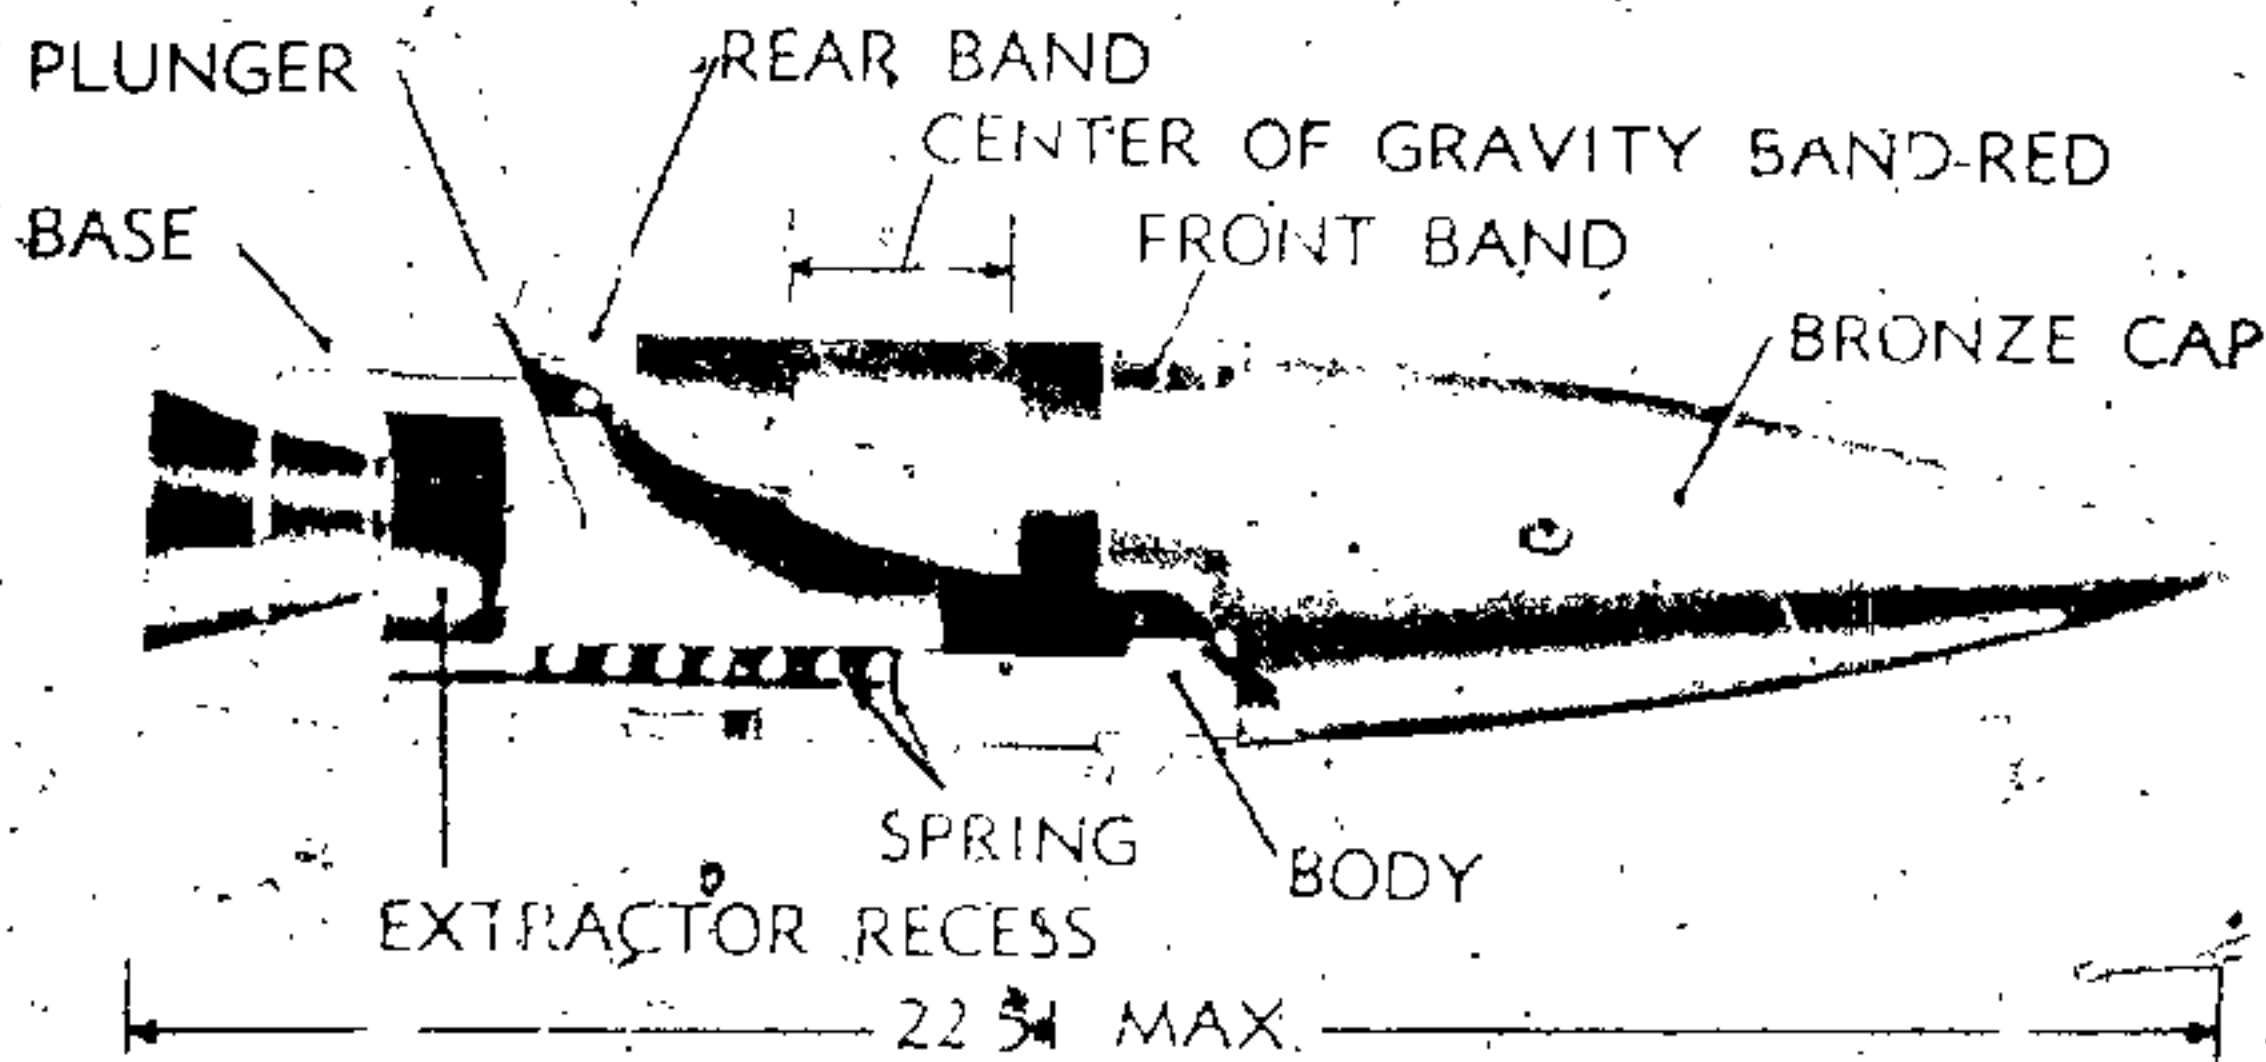 PLUNGER
REAR BAND
CENTER OF GRAVITY BAND-RED
BASE
FRONT BAND
BRONZE CAP
SPRING
BODY
EXTRACTOR RECESS
MAX.